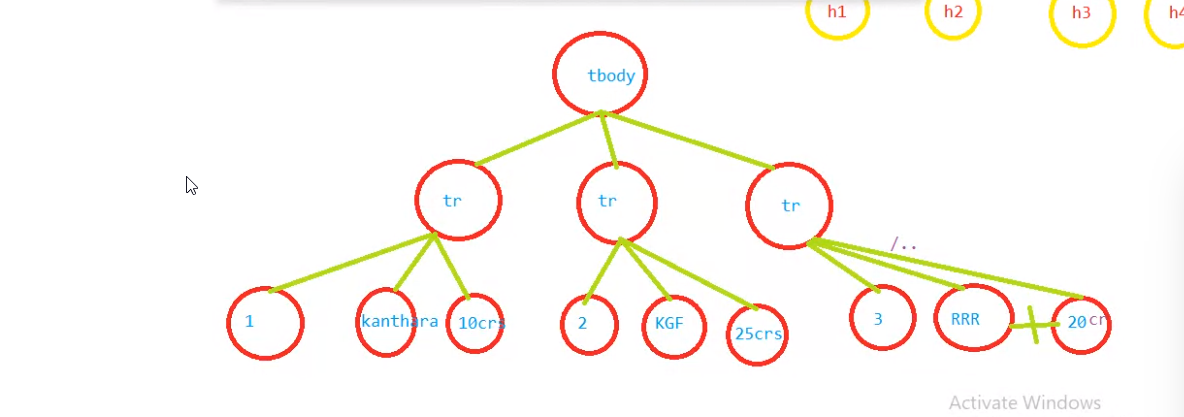 h1 h2 h3 h4
tbody
tr tr tr
/..
1 kanthara 10crs 2 KGF 25crs 3 RRR 20cr
Activate Windows